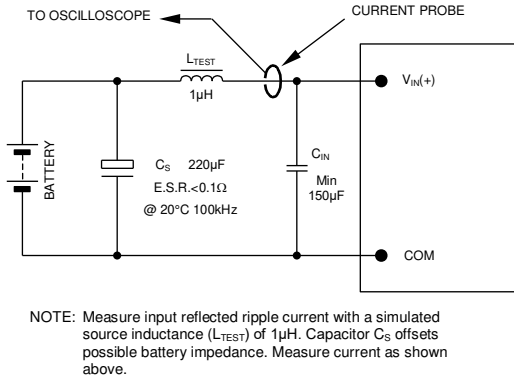 TO OSCILLOSCOPE
CURRENT PROBE
LTEST
1µH
VIN(+)
BATTERY
CS 220µF
E.S.R.<0.1Ω
@ 20°C 100kHz
CIN
Min
150µF
COM
NOTE: Measure input reflected ripple current with a simulated
source inductance (LTEST) of 1µH. Capacitor CS offsets
possible battery impedance. Measure current as shown
above.